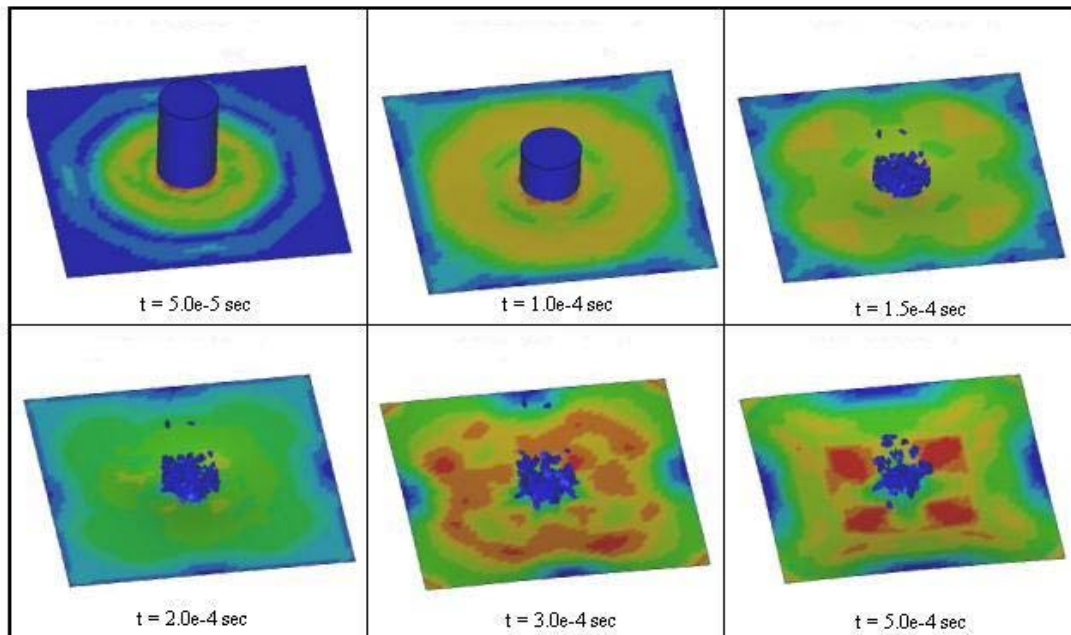 t = 5.0e-5 sec
t = 1.0e-4 sec
t = 1.5e-4 sec
t = 2.0e-4 sec
t = 3.0e-4 sec
t = 5.0e-4 sec